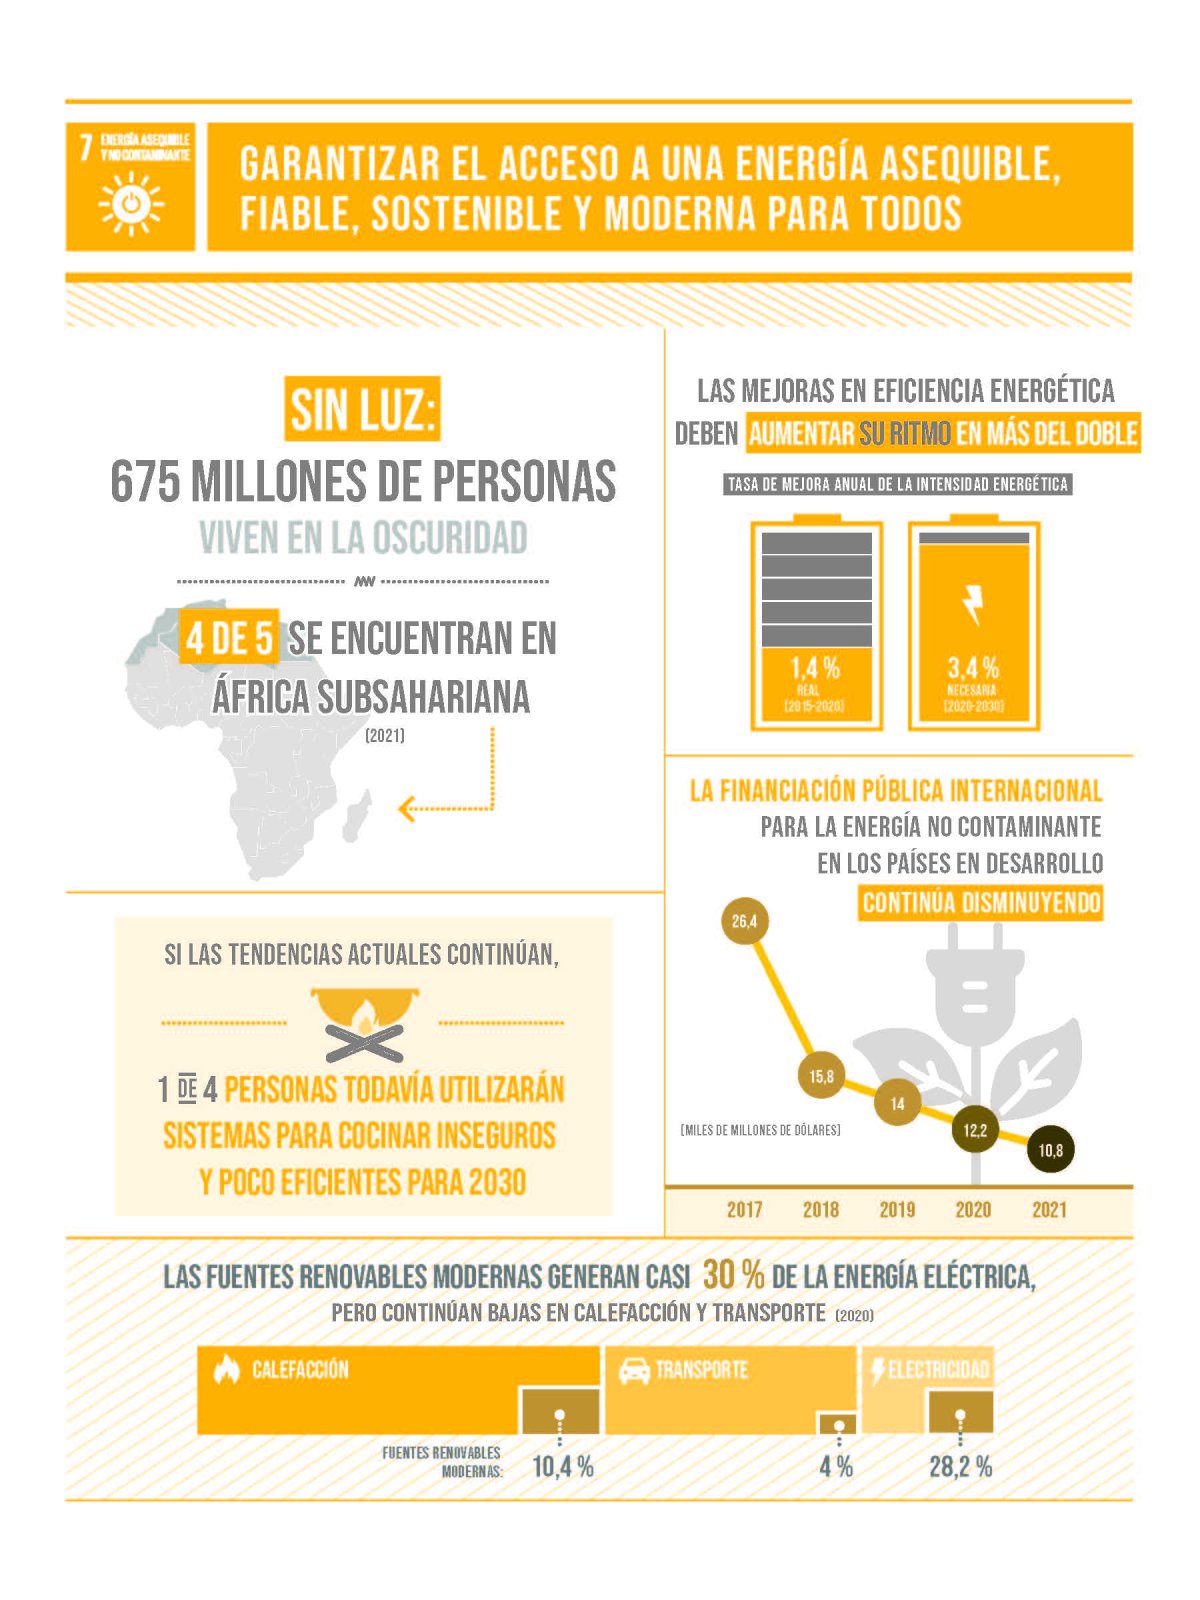 7 ENERGÍA ASEQUIBLE
Y NO CONTAMINANTE
GARANTIZAR EL ACCESO A UNA ENERGÍA ASEQUIBLE,
FIABLE, SOSTENIBLE Y MODERNA PARA TODOS
SIN LUZ:
675 MILLONES DE PERSONAS
VIVEN EN LA OSCURIDAD
4 DE 5 SE ENCUENTRAN EN
ÁFRICA SUBSAHARIANA
(2021)
LAS MEJORAS EN EFICIENCIA ENERGÉTICA
DEBEN AUMENTAR SU RITMO EN MÁS DEL DOBLE
TASA DE MEJORA ANUAL DE LA INTENSIDAD ENERGÉTICA
1,4 %
REAL
(2015-2020)
3,4 %
NECESARIA
(2020-2030)
LA FINANCIACIÓN PÚBLICA INTERNACIONAL
PARA LA ENERGÍA NO CONTAMINANTE
EN LOS PAÍSES EN DESARROLLO
CONTINÚA DISMINUYENDO
26,4
15,8
14
12,2
10,8
(MILES DE MILLONES DE DÓLARES)
2017 2018 2019 2020 2021
SI LAS TENDENCIAS ACTUALES CONTINÚAN,
1 DE 4 PERSONAS TODAVÍA UTILIZARÁN
SISTEMAS PARA COCINAR INSEGUROS
Y POCO EFICIENTES PARA 2030
LAS FUENTES RENOVABLES MODERNAS GENERAN CASI 30 % DE LA ENERGÍA ELÉCTRICA,
PERO CONTINÚAN BAJAS EN CALEFACCIÓN Y TRANSPORTE (2020)
CALEFACCIÓN TRANSPORTE ELECTRICIDAD
FUENTES RENOVABLES
MODERNAS: 10,4 % 4 % 28,2 %